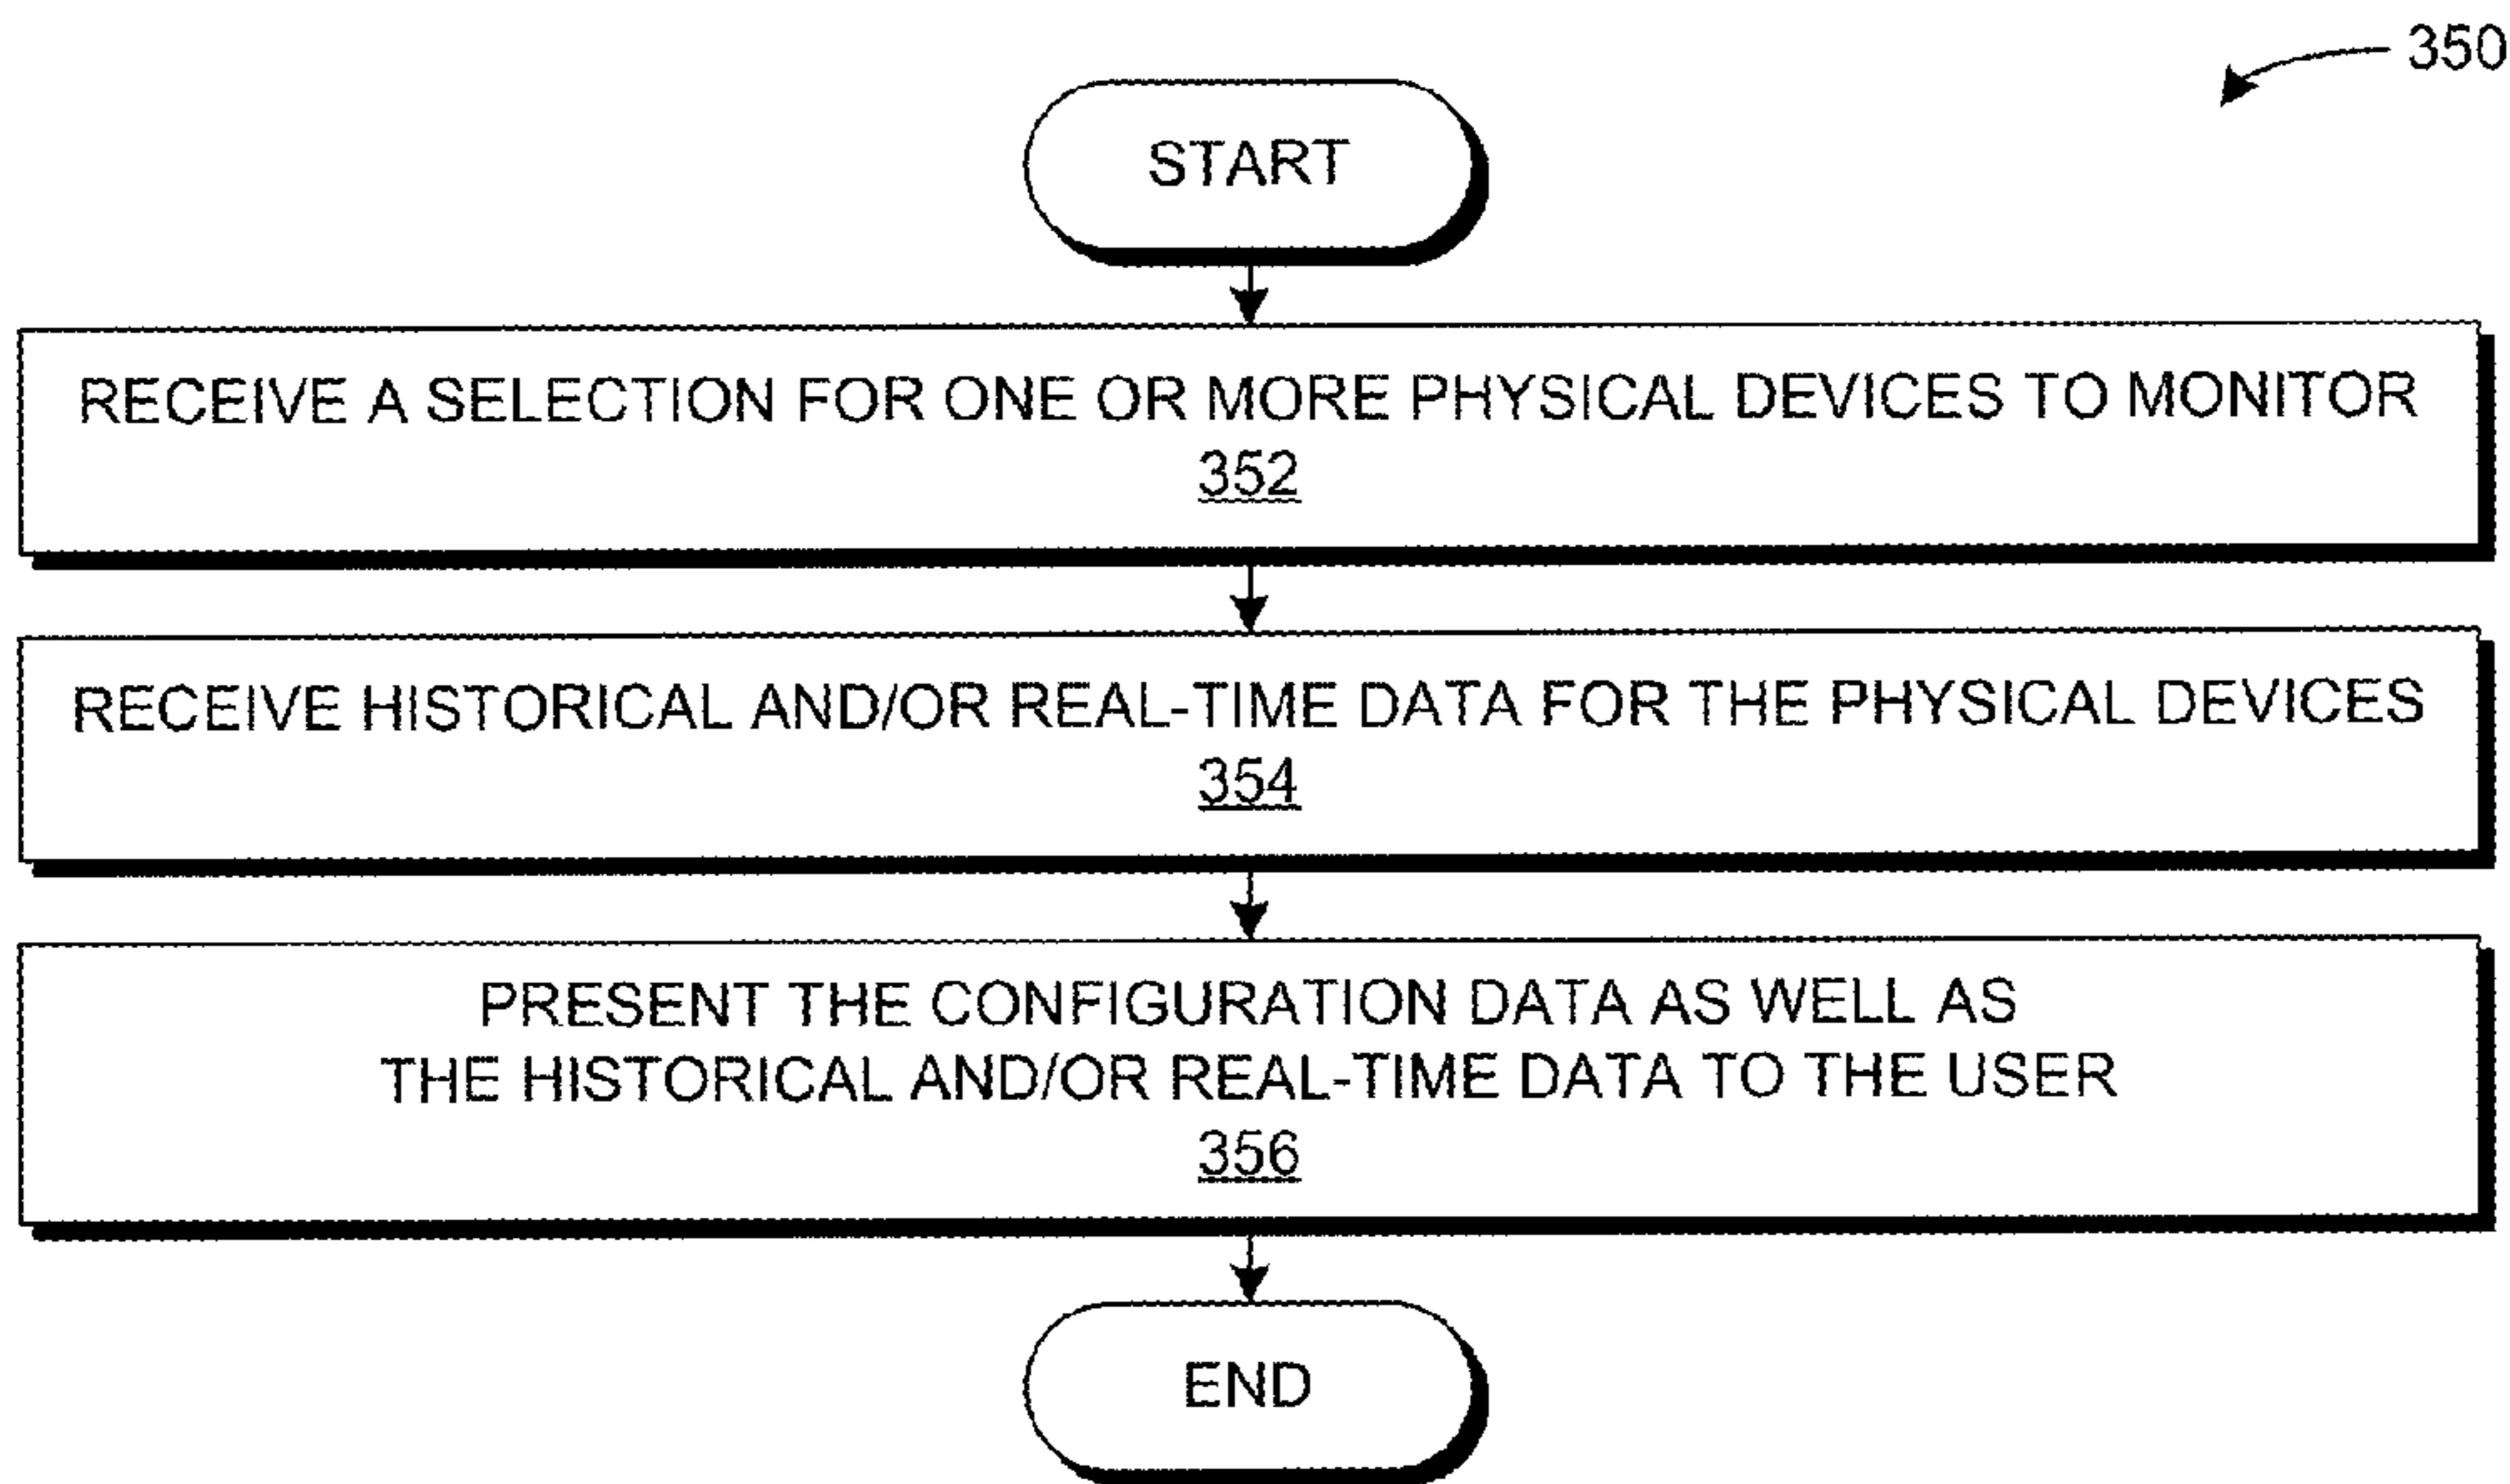 350
START
RECEIVE A SELECTION FOR ONE OR MORE PHYSICAL DEVICES TO MONITOR
352
RECEIVE HISTORICAL AND/OR REAL-TIME DATA FOR THE PHYSICAL DEVICES
354
PRESENT THE CONFIGURATION DATA AS WELL AS
THE HISTORICAL AND/OR REAL-TIME DATA TO THE USER
356
END